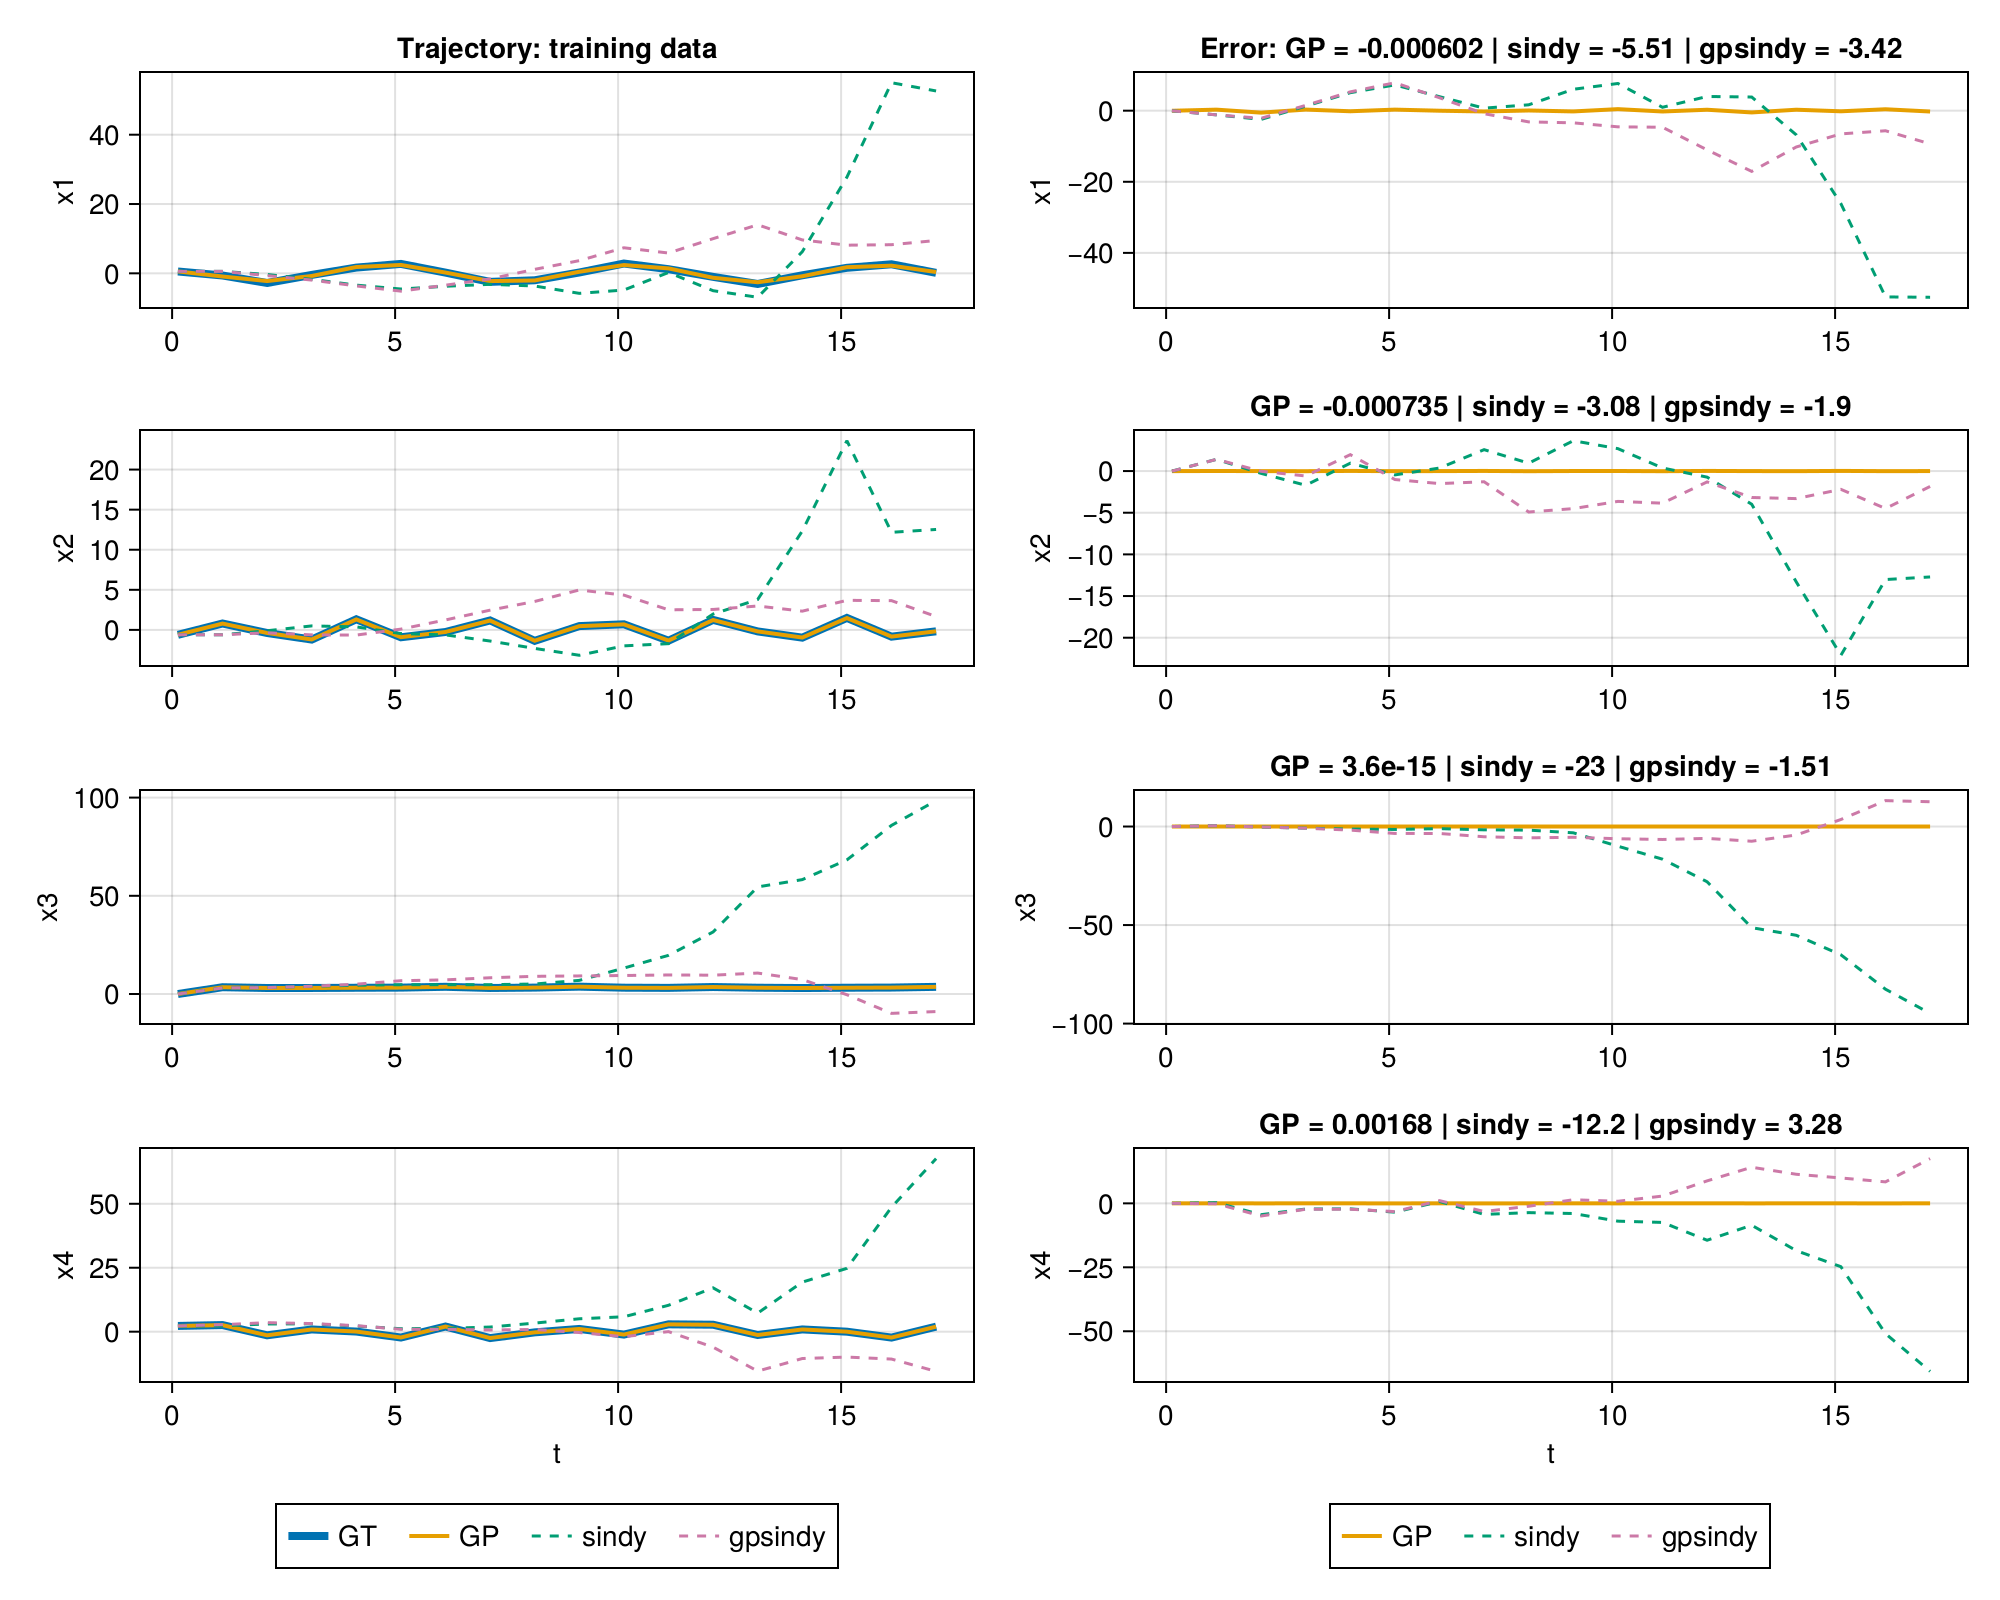 Trajectory: training data
x1
40
20
0
0 5 10 15
Error: GP = -0.000602 | sindy = -5.51 | gpsindy = -3.42
x1
0
−20
−40
0 5 10 15
x2
20
15
10
5
0
0 5 10 15
GP = -0.000735 | sindy = -3.08 | gpsindy = -1.9
x2
0
−5
−10
−15
−20
0 5 10 15
x3
100
50
0
0 5 10 15
GP = 3.6e-15 | sindy = -23 | gpsindy = -1.51
x3
0
−50
−100
0 5 10 15
x4
50
25
0
0 5 10 15
t
GP = 0.00168 | sindy = -12.2 | gpsindy = 3.28
x4
0
−25
−50
0 5 10 15
t
GT GP sindy gpsindy
GP sindy gpsindy